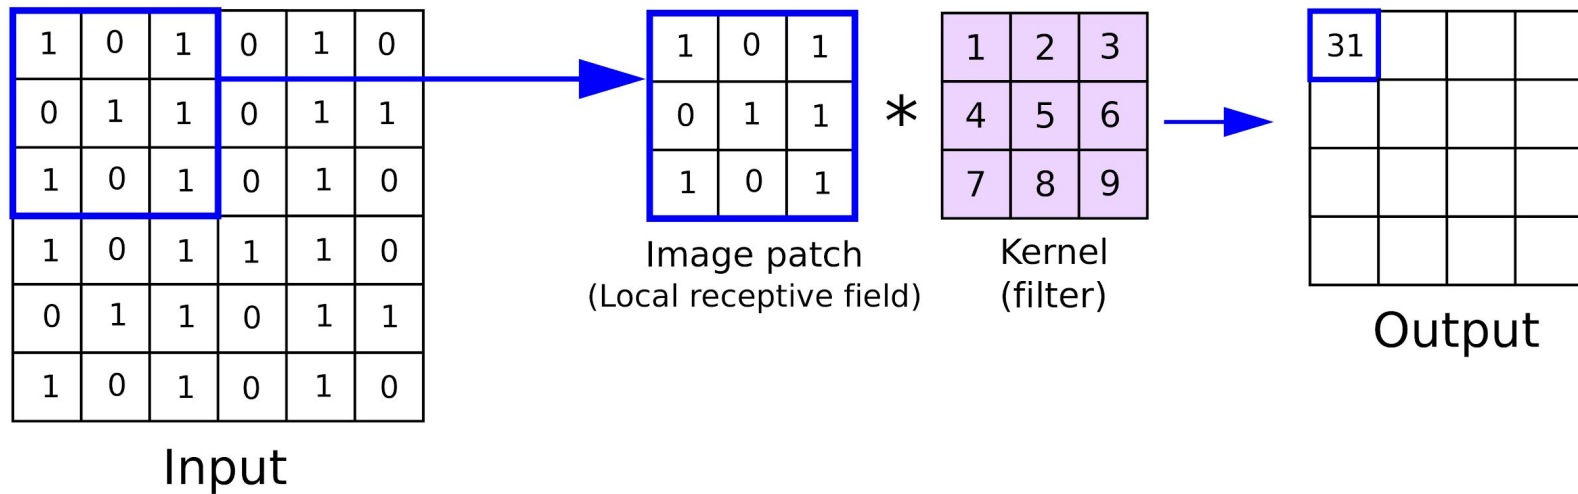 1 0 1 0 1 0
0 1 1 0 1 1
1 0 1 0 1 0
1 0 1 1 1 0
0 1 1 0 1 1
1 0 1 0 1 0
Input
1 0 1
0 1 1
1 0 1
Image patch
(Local receptive field)
*
1 2 3
4 5 6
7 8 9
Kernel
(filter)
31
Output